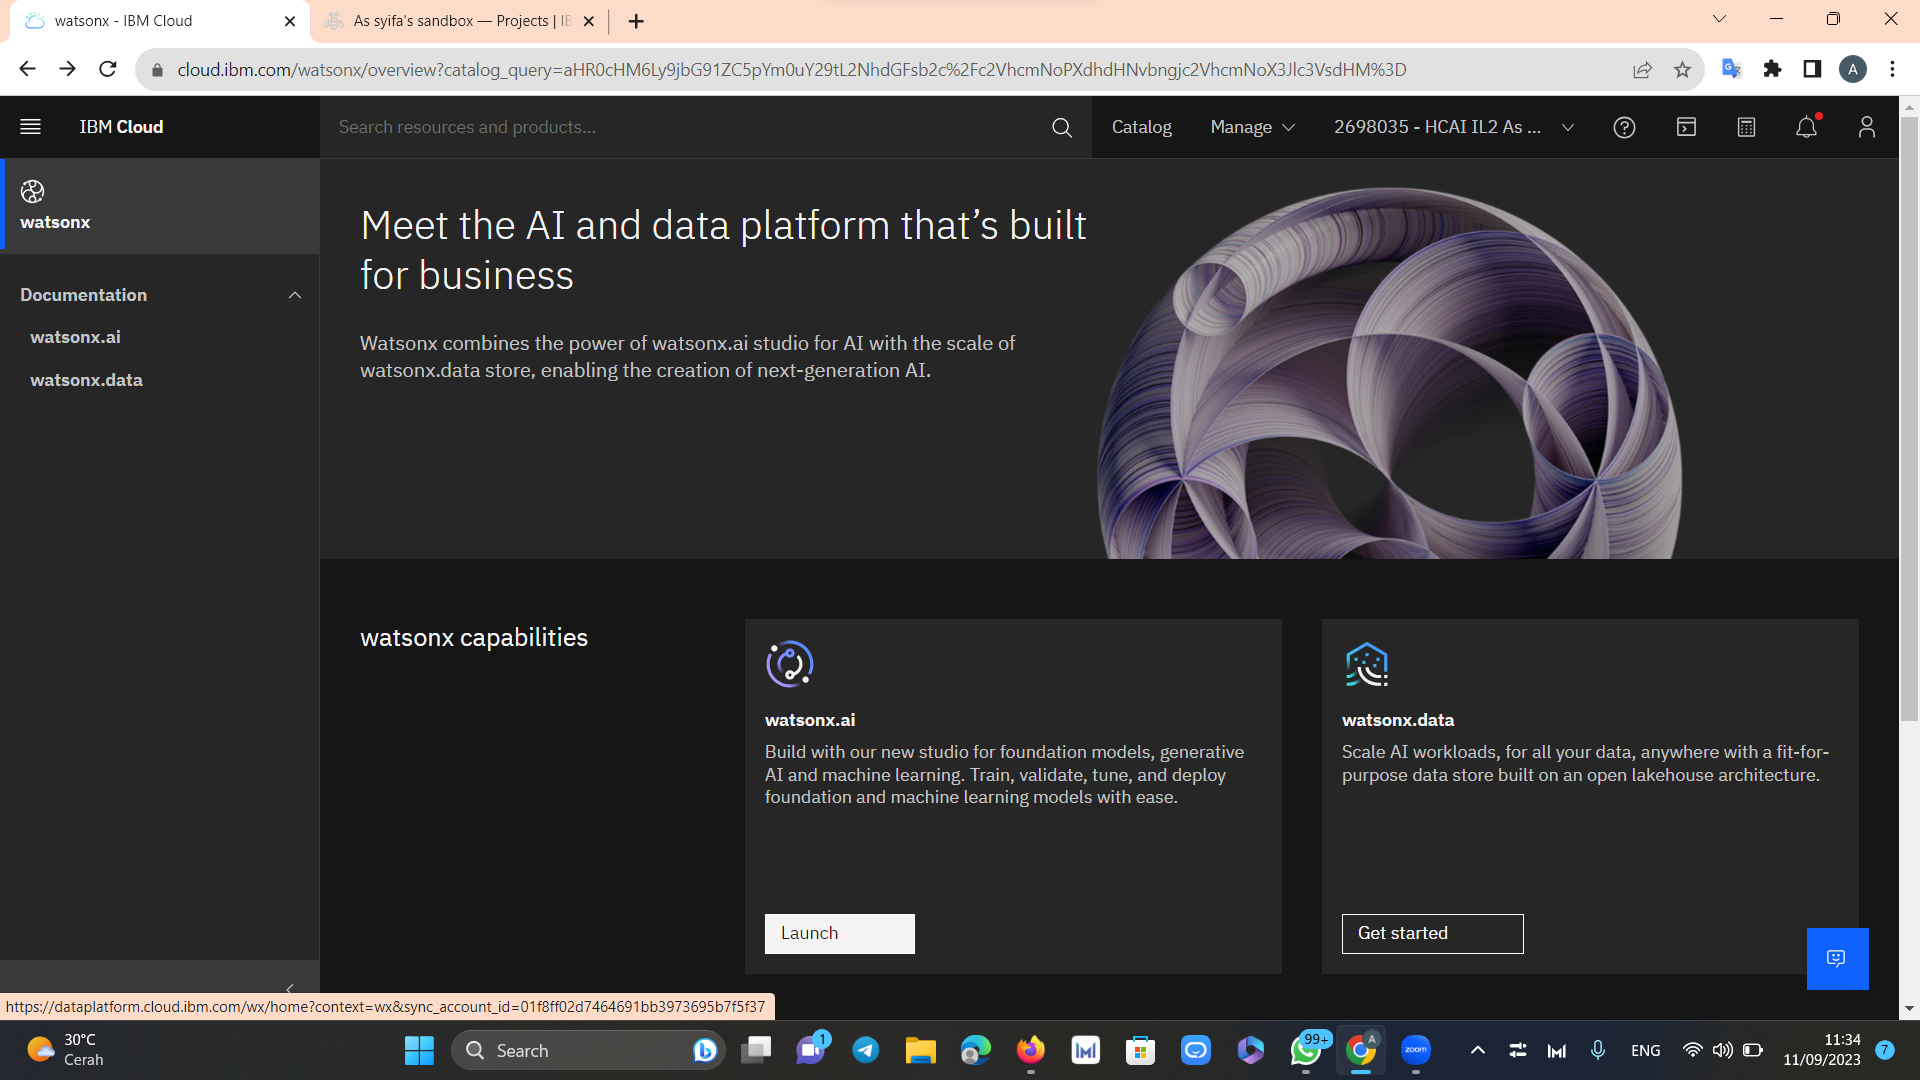 watsonx - IBM Cloud
As syifa's sandbox — Projects | IB
cloud.ibm.com/watsonx/overview?catalog_query=aHR0cHM6Ly9jbG91ZC5pYm0uY29tL2NhdGFsb2c%2Fc2VhcmNoPXdhdHNvbngjc2VhcmNoX3Jlc3VsdHM%3D
A
IBM Cloud
Search resources and products...
Catalog
Manage
2698035 - HCAI IL2 As ...
watsonx
Documentation
watsonx.ai
watsonx.data
Meet the AI and data platform that’s built
for business
Watsonx combines the power of watsonx.ai studio for AI with the scale of
watsonx.data store, enabling the creation of next-generation AI.
watsonx capabilities
watsonx.ai
Build with our new studio for foundation models, generative
AI and machine learning. Train, validate, tune, and deploy
foundation and machine learning models with ease.
Launch
watsonx.data
Scale AI workloads, for all your data, anywhere with a fit-for-
purpose data store built on an open lakehouse architecture.
Get started
https://dataplatform.cloud.ibm.com/wx/home?context=wx&sync_account_id=01f8ff02d7464691bb3973695b7f5f37
30°C
Cerah
Search
1
99+
A
zoom
ENG
11:34
11/09/2023
7